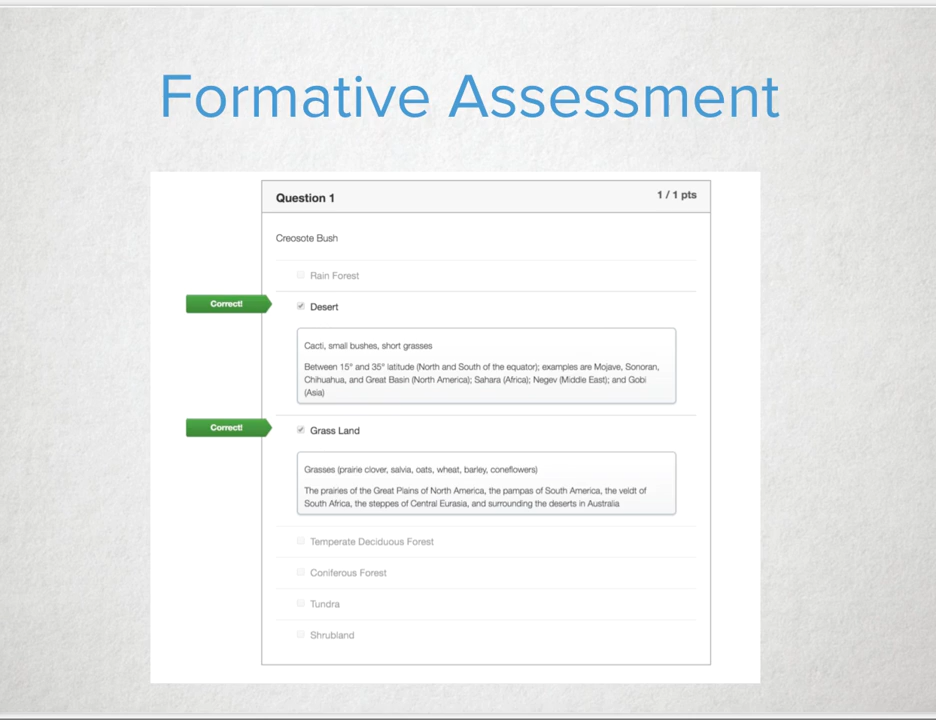 Formative Assessment
Question 1
1 / 1 pts
Creosote Bush
Rain Forest
Correct!
Desert
Cacti, small bushes, short grasses
Between 15° and 35° latitude (North and South of the equator); examples are Mojave, Sonoran,
Chihuahua, and Great Basin (North America); Sahara (Africa); Negev (Middle East); and Gobi
(Asia)
Correct!
Grass Land
Grasses (prairie clover, salvia, oats, wheat, barley, coneflowers)
The prairies of the Great Plains of North America, the pampas of South America, the veldt of
South Africa, the steppes of Central Eurasia, and surrounding the deserts in Australia
Temperate Deciduous Forest
Coniferous Forest
Tundra
Shrubland